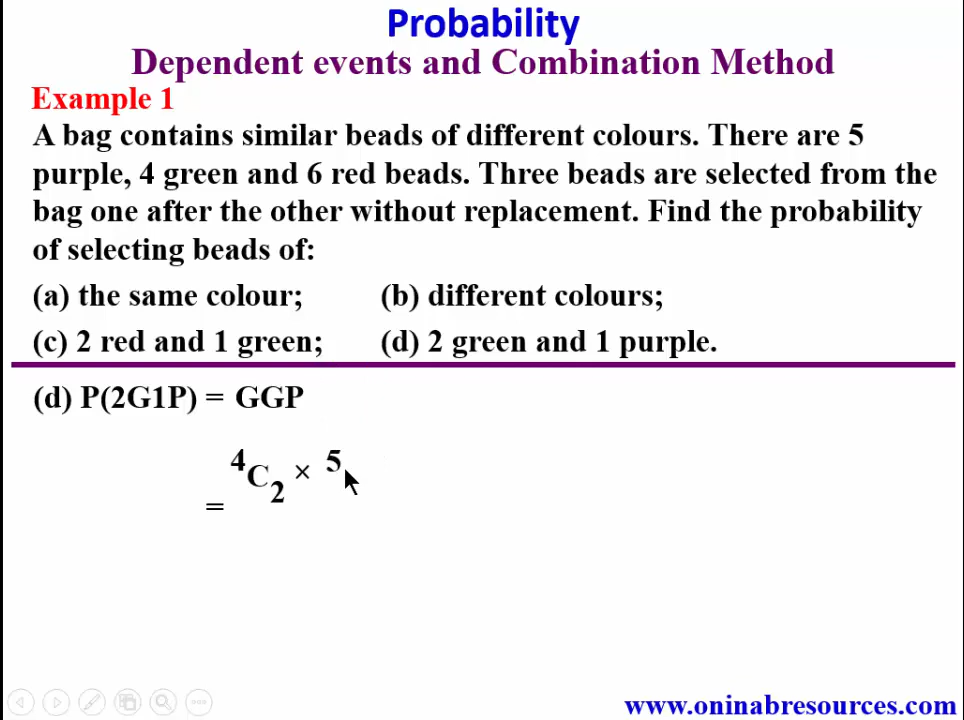 Probability
Dependent events and Combination Method
Example 1
A bag contains similar beads of different colours. There are 5
purple, 4 green and 6 red beads. Three beads are selected from the
bag one after the other without replacement. Find the probability
of selecting beads of:
(a) the same colour; (b) different colours;
(c) 2 red and 1 green; (d) 2 green and 1 purple.
(d) P(2G1P) = GGP
4C2 × 5
=
www.oninabresources.com